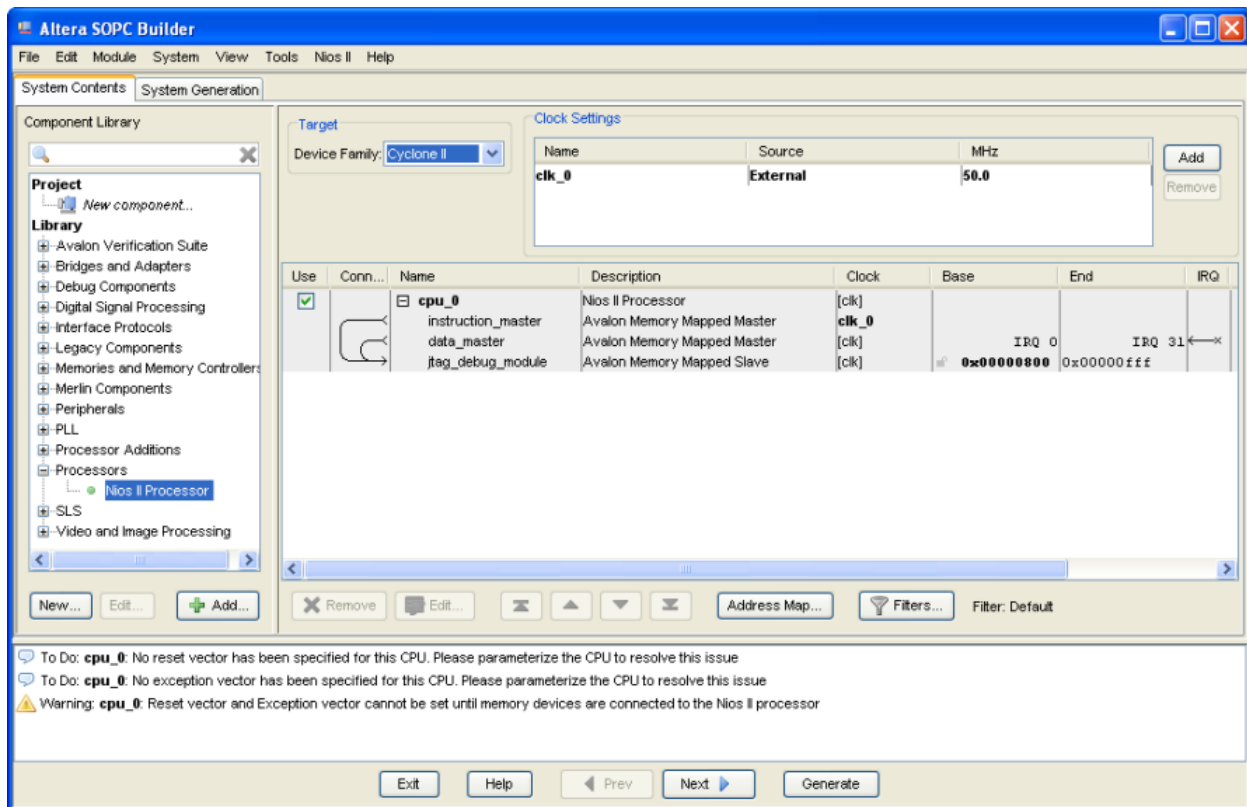 Altera SOPC Builder
File Edit Module System View Tools Nios II Help
System Contents System Generation
Component Library
Project
New component...
Library
Avalon Verification Suite
Bridges and Adapters
Debug Components
Digital Signal Processing
Interface Protocols
Legacy Components
Memories and Memory Controllers
Merlin Components
Peripherals
PLL
Processor Additions
Processors
Nios II Processor
SLS
Video and Image Processing
New... Edit... Add...
Target
Device Family: Cyclone II
Clock Settings
Name Source MHz
clk_0 External 50.0
Add
Remove
Use Conn... Name Description Clock Base End IRQ
cpu_0 Nios II Processor [clk]
instruction_master Avalon Memory Mapped Master clk_0
data_master Avalon Memory Mapped Master [clk] IRQ 0 IRQ 31
jtag_debug_module Avalon Memory Mapped Slave [clk] 0x00000800 0x00000fff
Remove Edit... Address Map... Filters... Filter: Default
To Do: cpu_0: No reset vector has been specified for this CPU. Please parameterize the CPU to resolve this issue
To Do: cpu_0: No exception vector has been specified for this CPU. Please parameterize the CPU to resolve this issue
Warning: cpu_0: Reset vector and Exception vector cannot be set until memory devices are connected to the Nios II processor
Exit Help Prev Next Generate